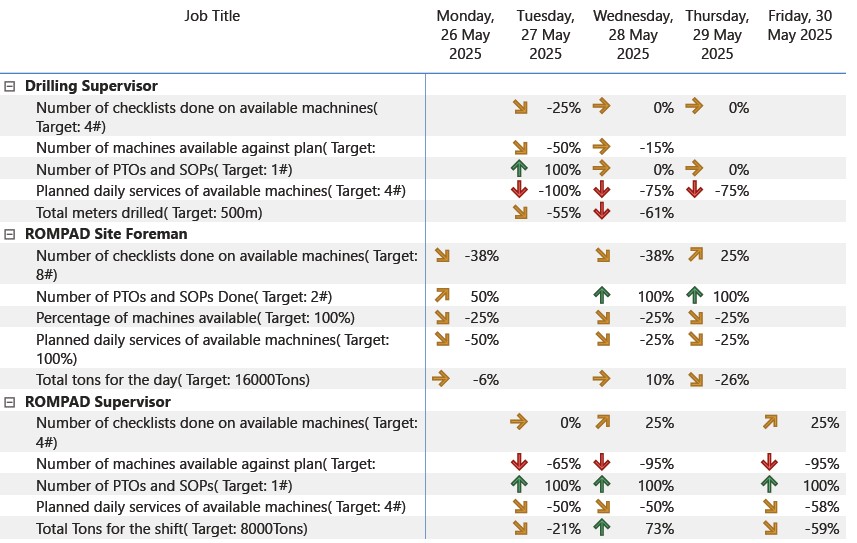 Job Title Monday, Tuesday, Wednesday, Thursday, Friday, 30
26 May 27 May 28 May 29 May May 2025
2025 2025 2025 2025
Drilling Supervisor
Number of checklists done on available machnines( -25% 0% 0%
Target: 4#)
Number of machines available against plan( Target: -50% -15%
Number of PTOs and SOPs( Target: 1#) 100% 0% 0%
Planned daily services of available machines( Target: 4#) -100% -75% -75%
Total meters drilled( Target: 500m) -55% -61%
ROMPAD Site Foreman
Number of checklists done on available machines( Target: -38% -38% 25%
8#)
Number of PTOs and SOPs Done( Target: 2#) 50% 100% 100%
Percentage of machines available( Target: 100%) -25% -25% -25%
Planned daily services of available machines( Target: -50% -25% -25%
100%)
Total tons for the day( Target: 16000Tons) -6% 10% -26%
ROMPAD Supervisor
Number of checklists done on available machines( Target: 0% 25% 25%
4#)
Number of machines available against plan( Target: -65% -95% -95%
Number of PTOs and SOPs( Target: 1#) 100% 100% 100%
Planned daily services of available machines( Target: 4#) -50% -50% -58%
Total Tons for the shift( Target: 8000Tons) -21% 73% -59%